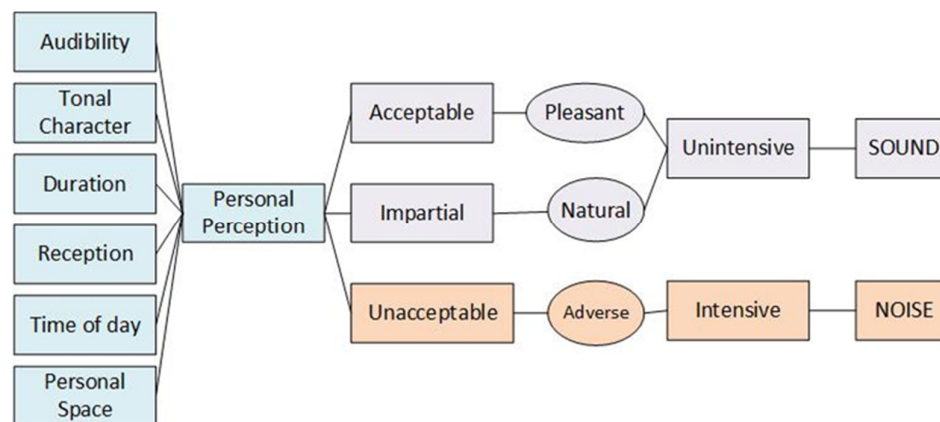 Audibility
Tonal
Character
Duration
Reception
Time of day
Personal
Space
Personal
Perception
Acceptable
Impartial
Unacceptable
Pleasant
Natural
Adverse
Unintensive
Intensive
SOUND
NOISE